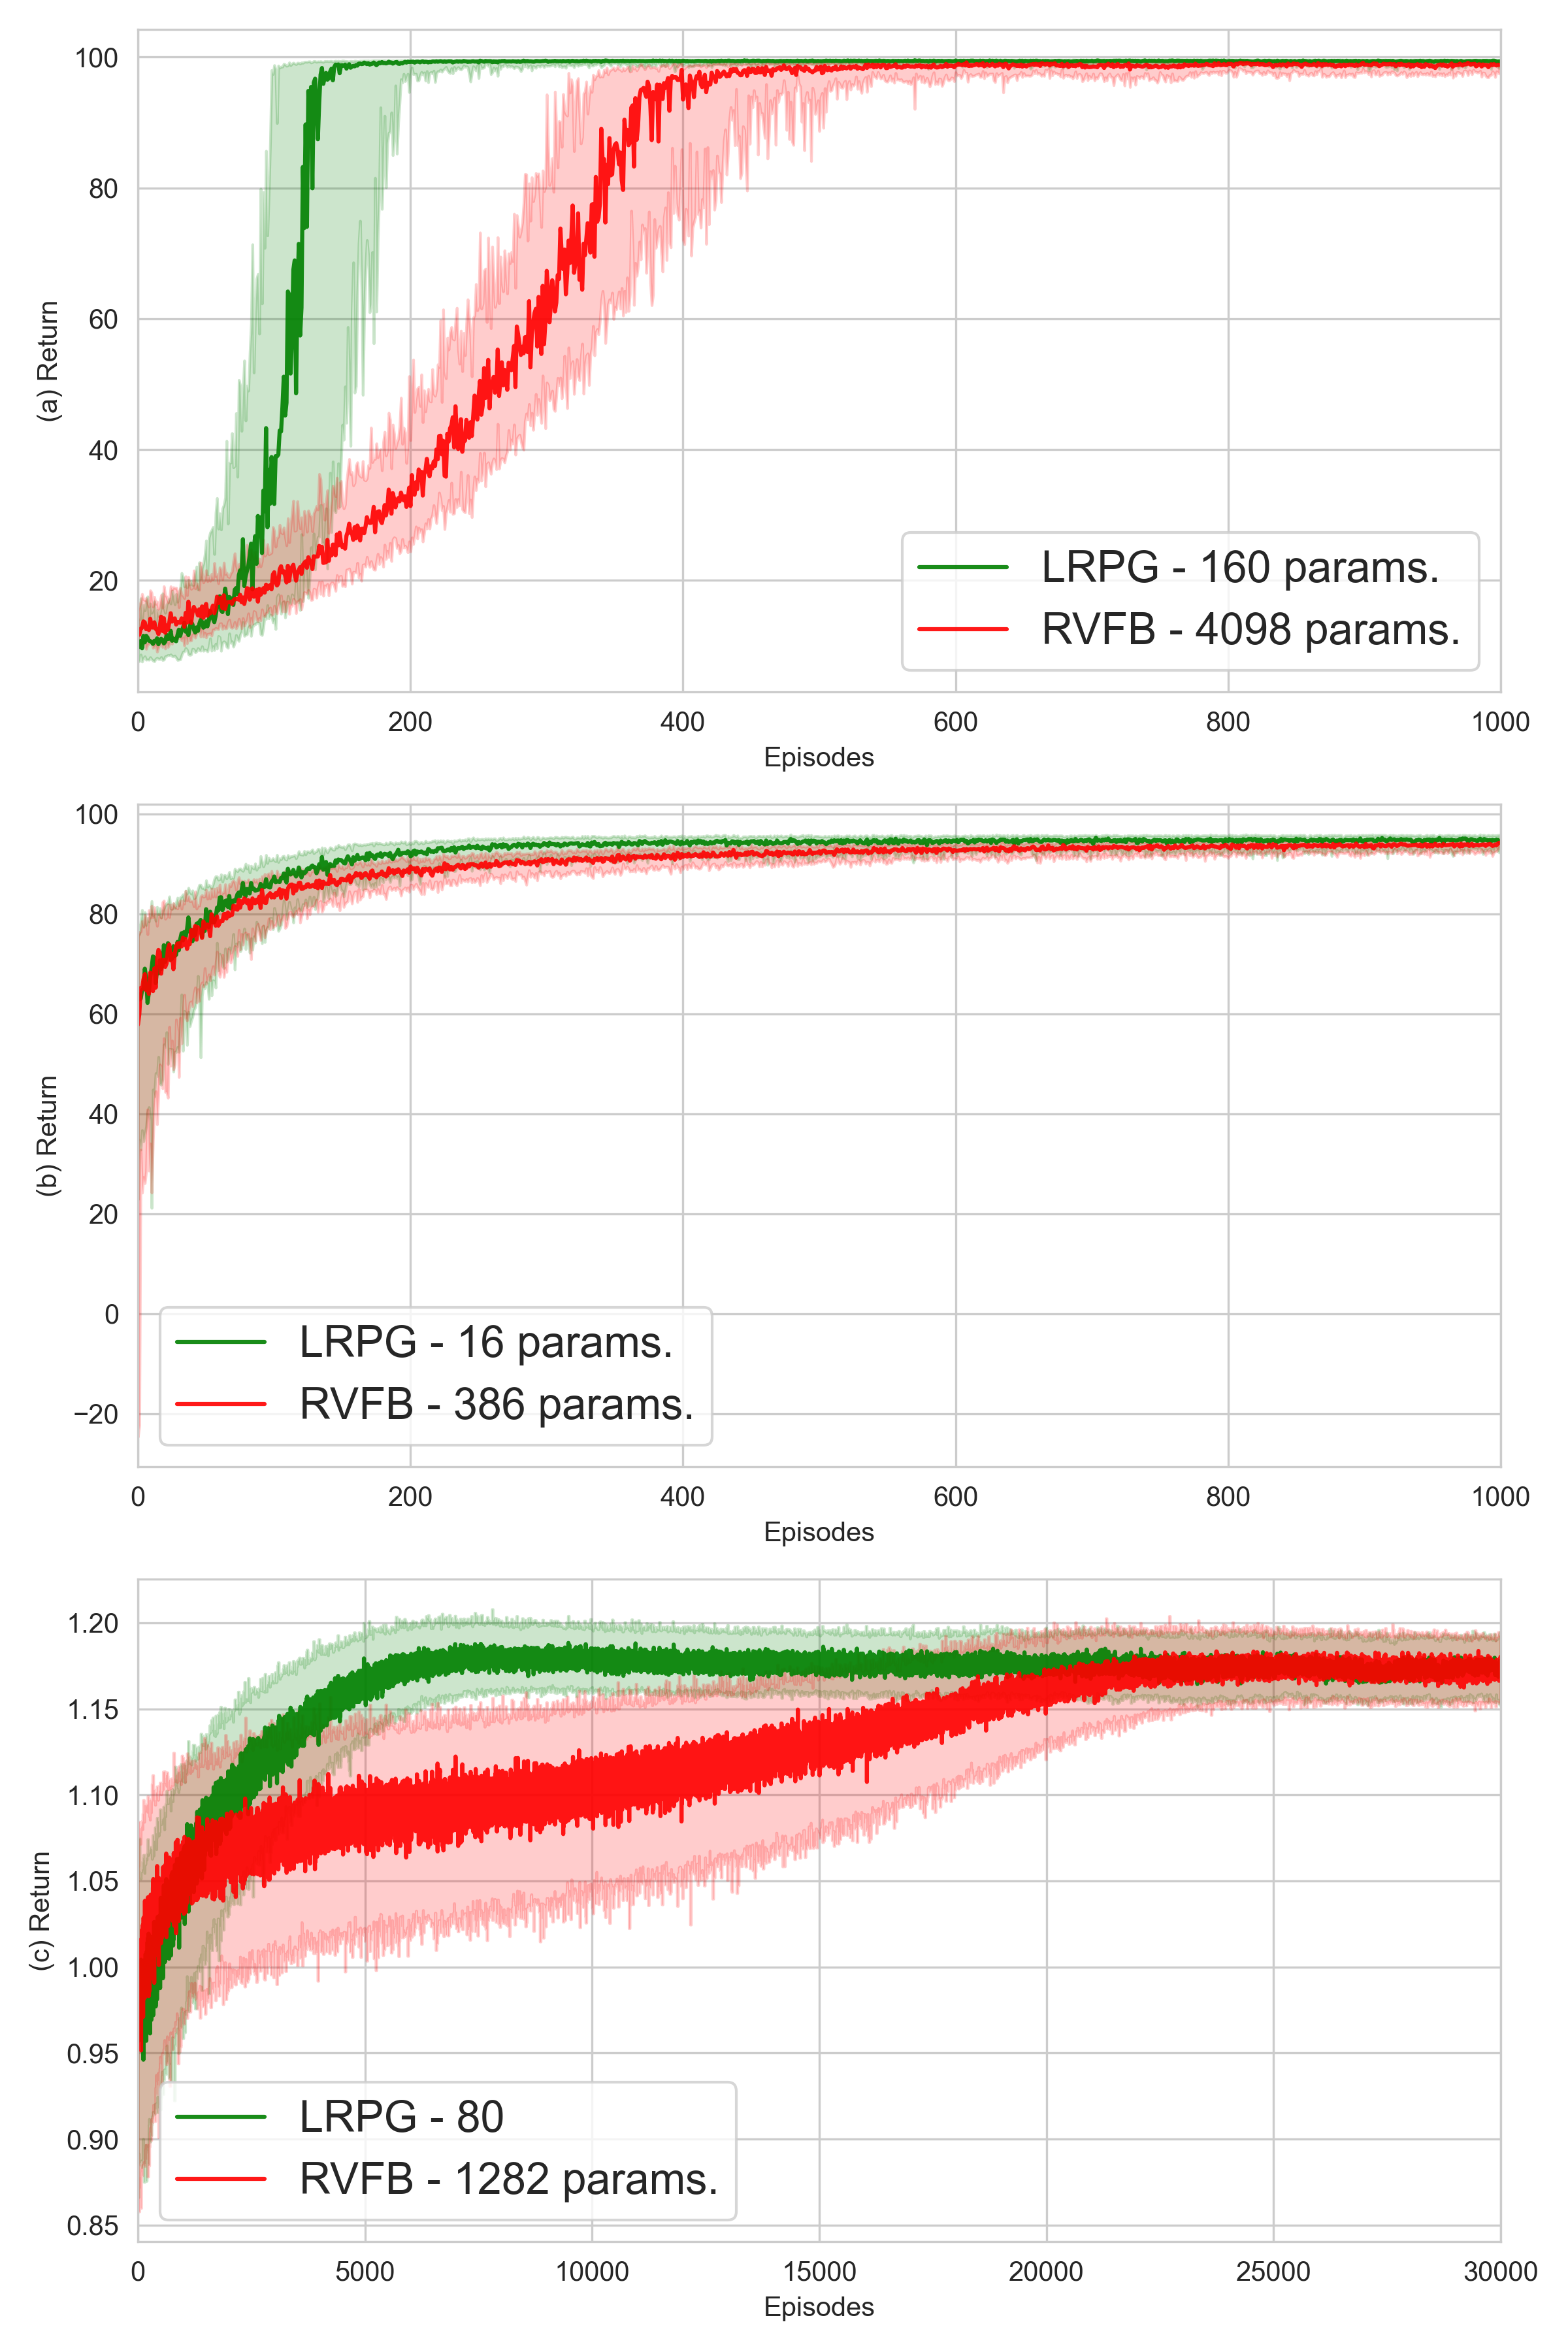 100
80
60
40
20
(a) Return
LRPG - 160 params.
RVFB - 4098 params.
0 200 400 600 800 1000
Episodes
100
80
60
40
20
0
−20
(b) Return
LRPG - 16 params.
RVFB - 386 params.
0 200 400 600 800 1000
Episodes
1.20
1.15
1.10
1.05
1.00
0.95
0.90
0.85
(c) Return
LRPG - 80
RVFB - 1282 params.
0 5000 10000 15000 20000 25000 30000
Episodes